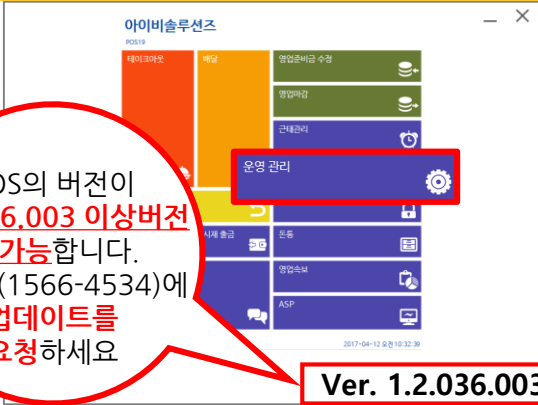 아이비솔루션즈
POS19
테이크아웃
배달
영업준비금 수정
영업마감
근태관리
운영 관리
시재 출금
돈통
영업속보
ASP
2017-04-12 오전 10:32:39
OS의 버전이
6.003 이상버전
가능합니다.
(1566-4534)에
업데이트를
요청하세요
Ver. 1.2.036.003